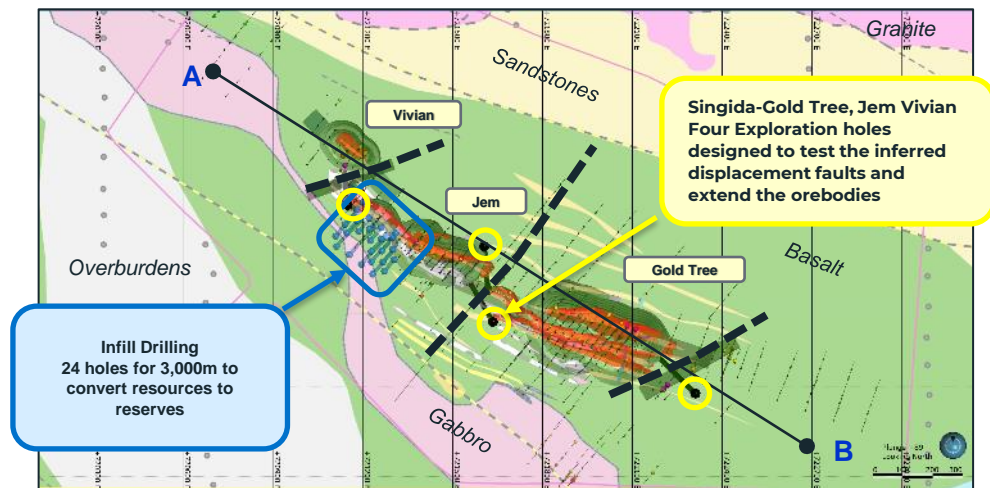 Granite
A
Sandstones
Vivian
Singida-Gold Tree, Jem Vivian
Four Exploration holes
designed to test the inferred
displacement faults and
extend the orebodies
Jem
Basalt
Overburdens
Gold Tree
Infill Drilling
24 holes for 3,000m to
convert resources to
reserves
Gabbro
B